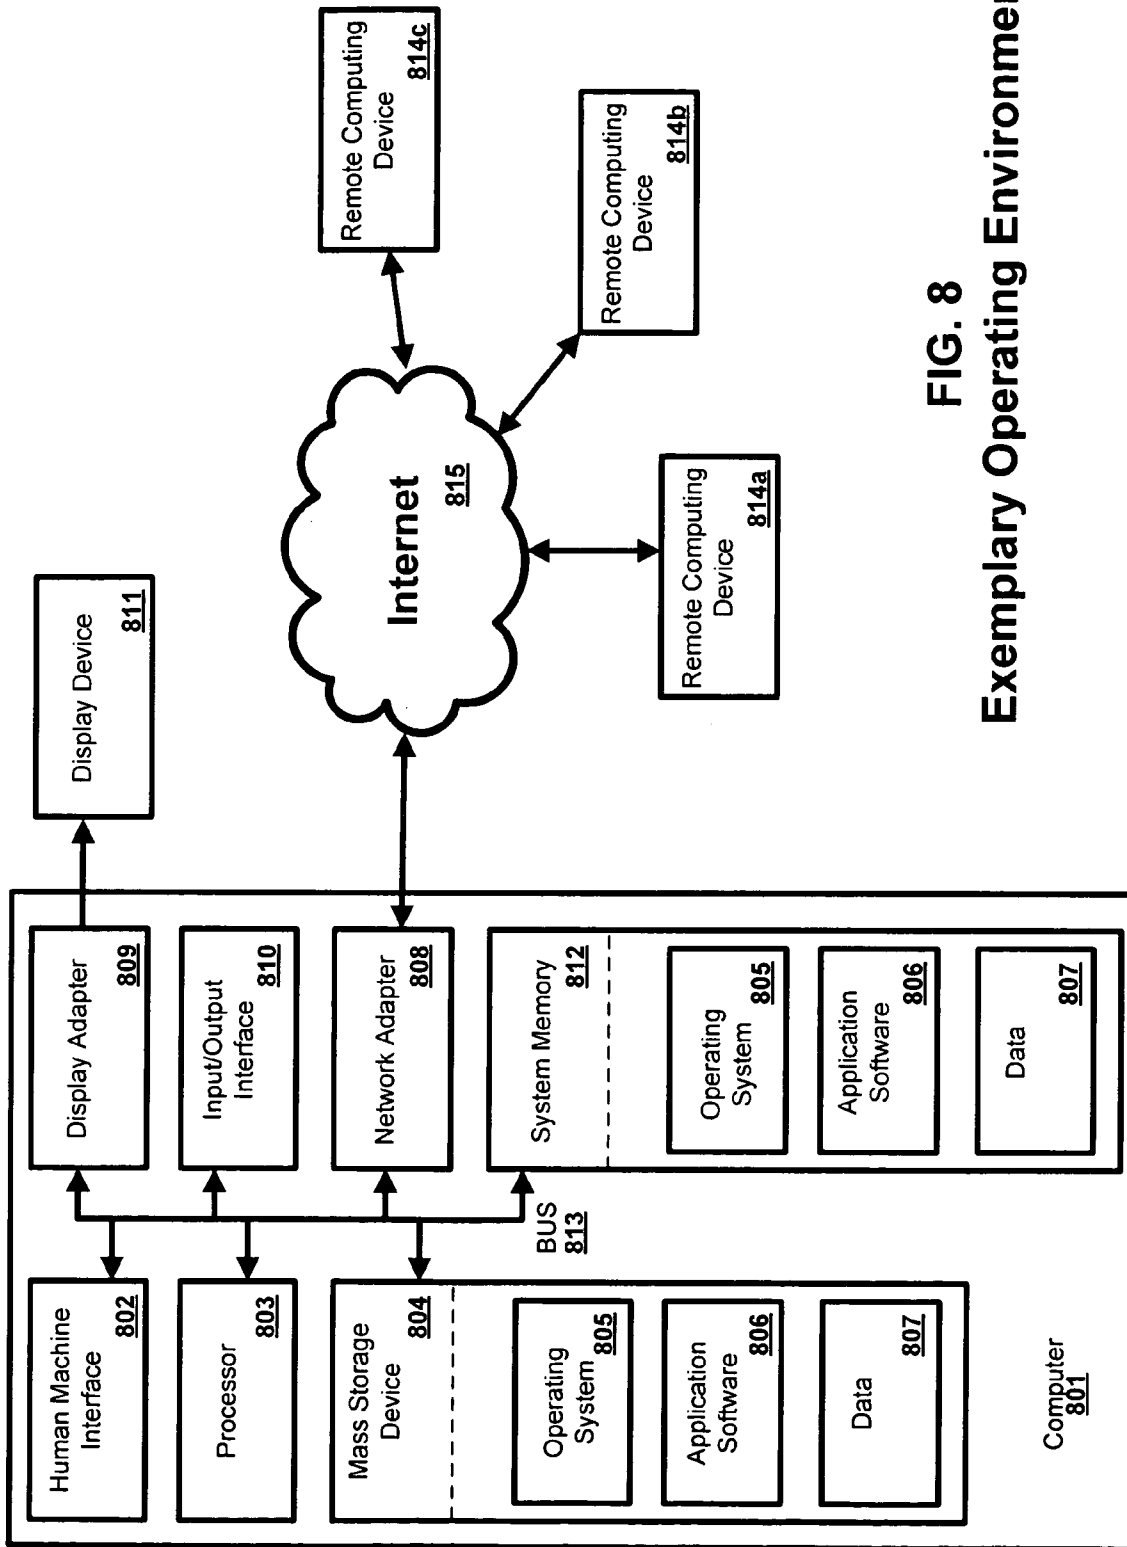 Human Machine
Interface
802
Processor
803
Mass Storage
Device
804
Operating
System
805
Application
Software
806
Data
807
Computer
801
BUS
813
Display Adapter
809
Input/Output
Interface
810
Network Adapter
808
System Memory
812
Operating
System
805
Application
Software
806
Data
807
Display Device
811
Internet
815
Remote Computing
Device
814a
Remote Computing
Device
814b
Remote Computing
Device
814c
FIG. 8
Exemplary Operating